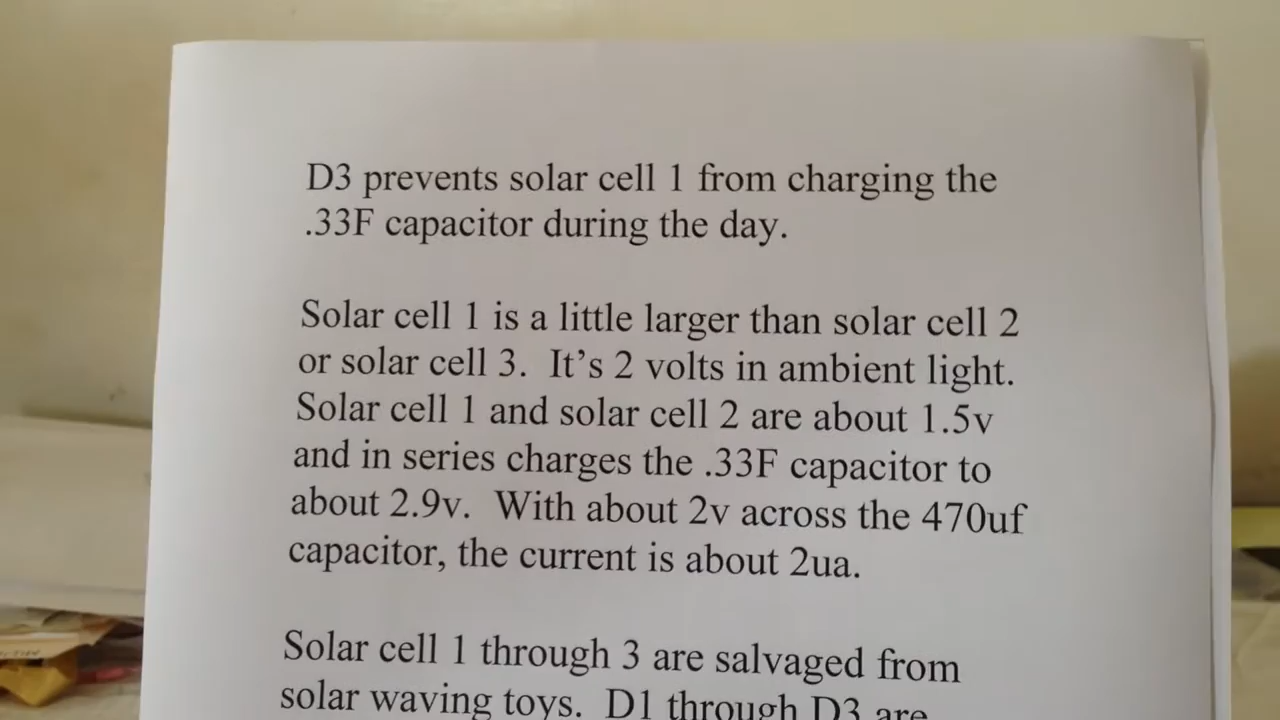 D3 prevents solar cell 1 from charging the
.33F capacitor during the day.
Solar cell 1 is a little larger than solar cell 2
or solar cell 3.  It’s 2 volts in ambient light.
Solar cell 1 and solar cell 2 are about 1.5v
and in series charges the .33F capacitor to
about 2.9v.  With about 2v across the 470uf
capacitor, the current is about 2ua.
Solar cell 1 through 3 are salvaged from
solar waving toys.  D1 through D3 are